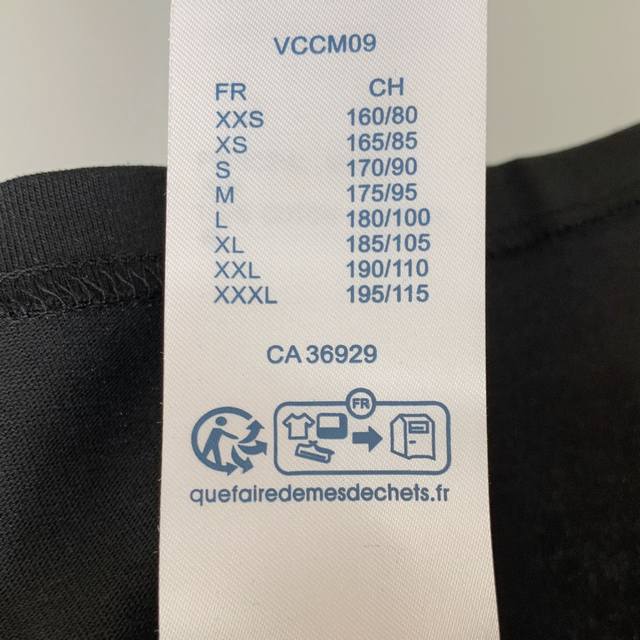 VCCM09
FR CH
XXS 160/80
XS 165/85
S 170/90
M 175/95
L 180/100
XL 185/105
XXL 190/110
XXXL 195/115
CA 36929
FR
quefairedemesdechets.fr